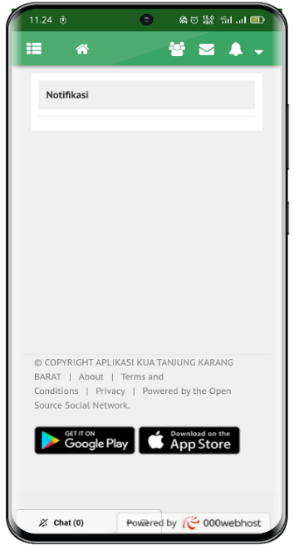 11.24
Notifikasi
© COPYRIGHT APLIKASI KUA TANJUNG KARANG
BARAT | About | Terms and
Conditions | Privacy | Powered by the Open
Source Social Network.
GET IT ON
Google Play
Download on the
App Store
Chat (0)
Powered by 000webhost